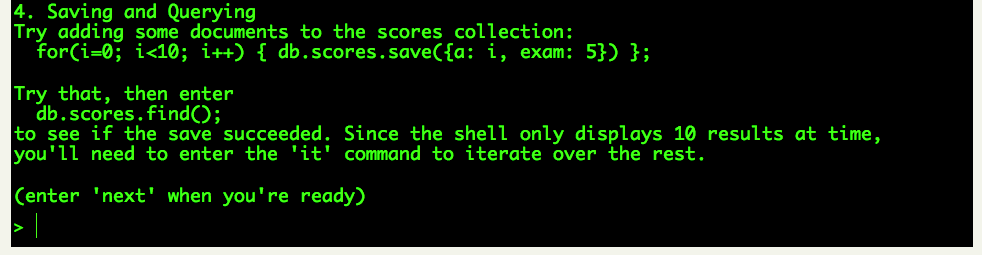 4. Saving and Querying
Try adding some documents to the scores collection:
  for(i=0; i<10; i++) { db.scores.save({a: i, exam: 5}) };

Try that, then enter
  db.scores.find();
to see if the save succeeded. Since the shell only displays 10 results at time,
you'll need to enter the 'it' command to iterate over the rest.

(enter 'next' when you're ready)
>